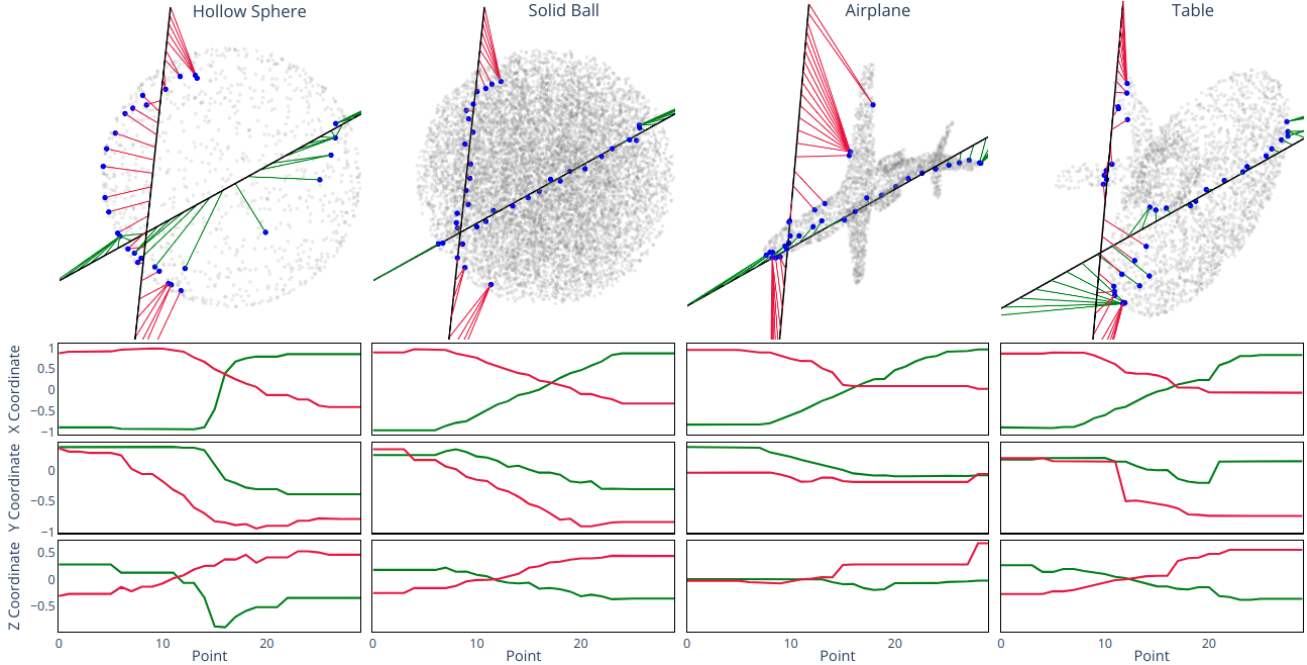 Hollow Sphere Solid Ball Airplane Table
X Coordinate
1
0.5
0
−0.5
−1
Y Coordinate
0
−0.5
−1
Z Coordinate
0.5
0
−0.5
0 10 20 0 10 20 0 10 20 0 10 20
Point Point Point Point